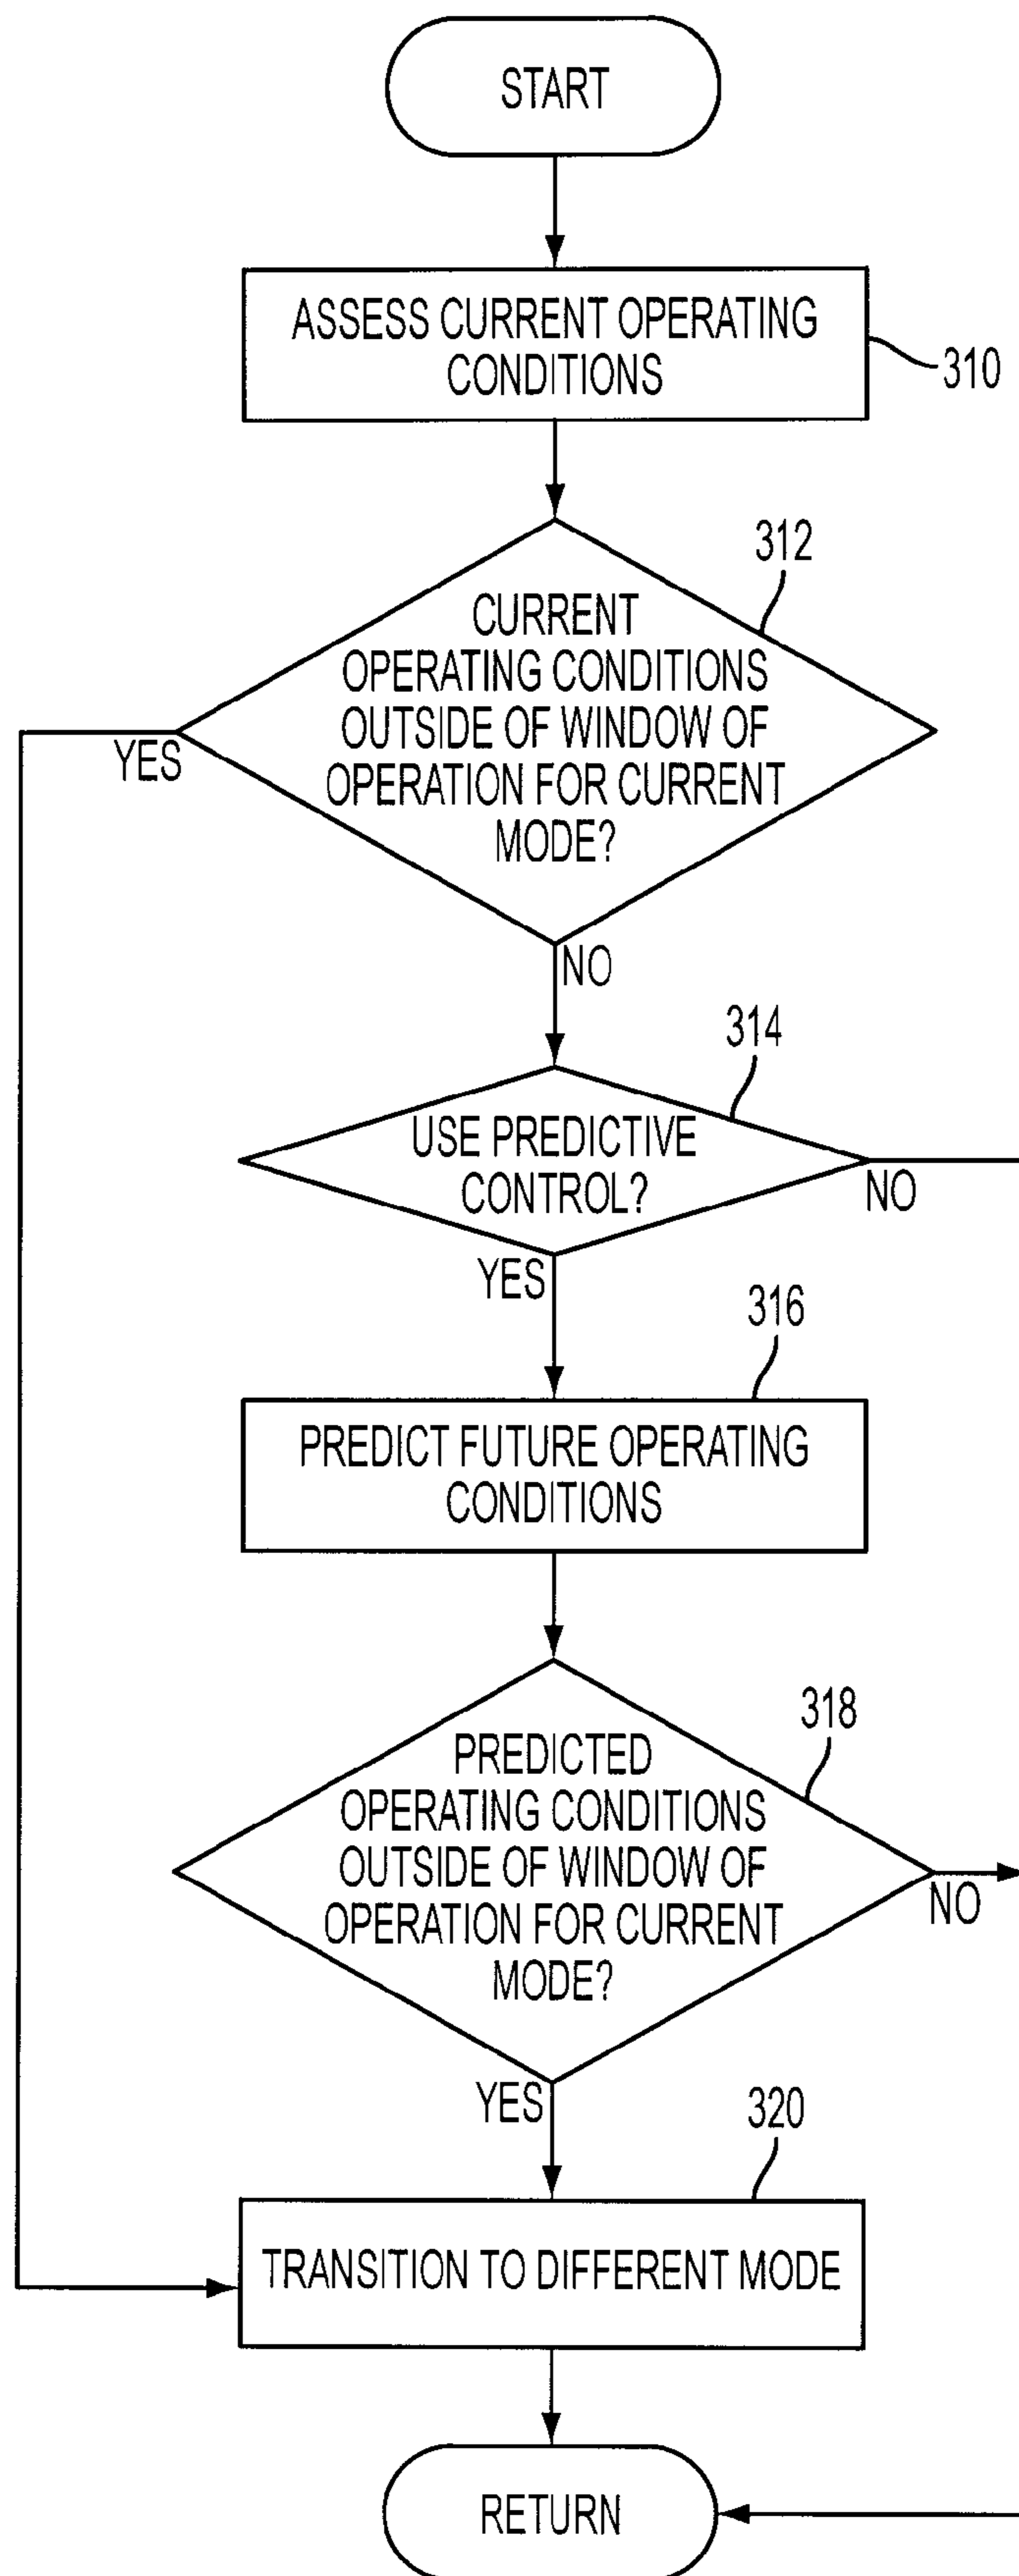 START
ASSESS CURRENT OPERATING
CONDITIONS
310
312
CURRENT
OPERATING CONDITIONS
OUTSIDE OF WINDOW OF
OPERATION FOR CURRENT
MODE?
YES
NO
314
USE PREDICTIVE
CONTROL?
NO
YES
316
PREDICT FUTURE OPERATING
CONDITIONS
318
PREDICTED
OPERATING CONDITIONS
OUTSIDE OF WINDOW OF
OPERATION FOR CURRENT
MODE?
NO
YES
320
TRANSITION TO DIFFERENT MODE
RETURN